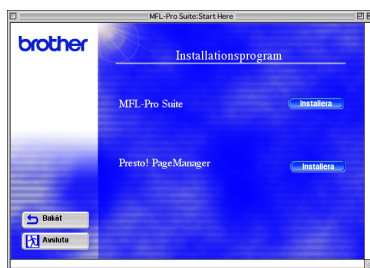 MFL-Pro Suite:Start Here
brother
Installationsprogram
MFL-Pro Suite
Installera
Presto! PageManager
Installera
Bakåt
Avsluta